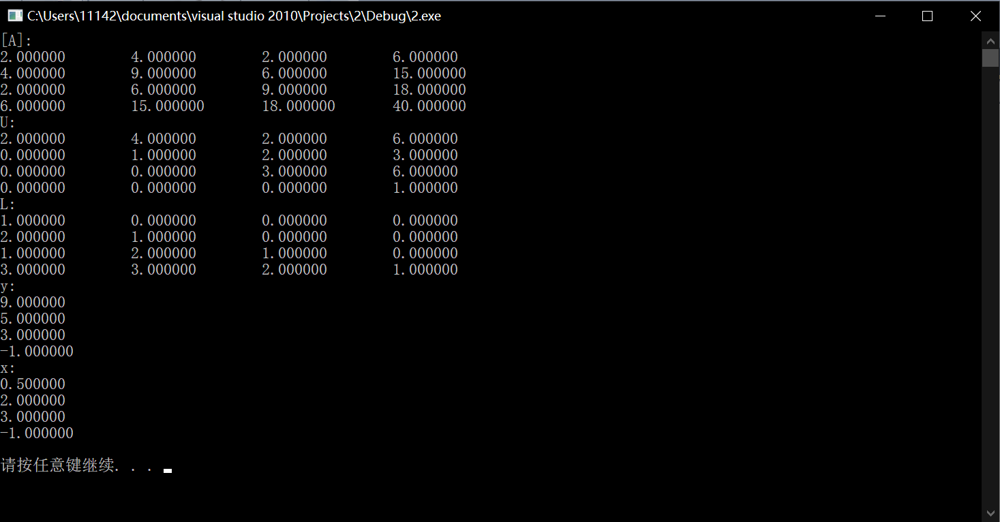 C:\Users\11142\documents\visual studio 2010\Projects\2\Debug\2.exe
[A]:
2.000000 4.000000 2.000000 6.000000
4.000000 9.000000 6.000000 15.000000
2.000000 6.000000 9.000000 18.000000
6.000000 15.000000 18.000000 40.000000
U:
2.000000 4.000000 2.000000 6.000000
0.000000 1.000000 2.000000 3.000000
0.000000 0.000000 3.000000 6.000000
0.000000 0.000000 0.000000 1.000000
L:
1.000000 0.000000 0.000000 0.000000
2.000000 1.000000 0.000000 0.000000
1.000000 2.000000 1.000000 0.000000
3.000000 3.000000 2.000000 1.000000
y:
9.000000
5.000000
3.000000
-1.000000
x:
0.500000
2.000000
3.000000
-1.000000
请按任意键继续. . .